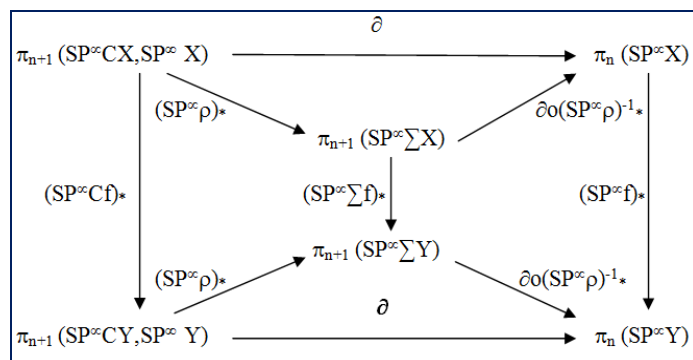 ∂
πn+1 (SP∝CX,SP∞ X) πn (SP∝X)
(SP∝ρ)* ∂o(SP∝ρ)-1*
πn+1 (SP∝∑X)
(SP∝Cf)* (SP∝∑f)* (SP∝f)*
πn+1 (SP∝∑Y)
(SP∝ρ)* ∂o(SP∝ρ)-1*
∂
πn+1 (SP∝CY,SP∞ Y) πn (SP∝Y)